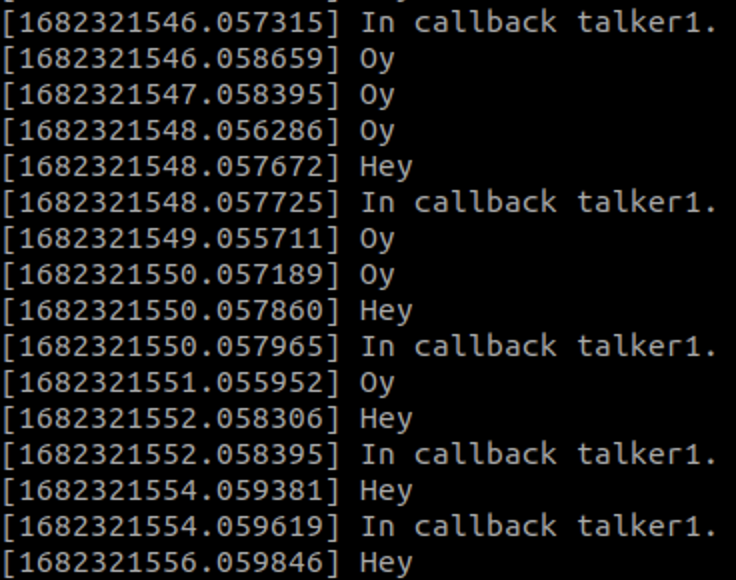 [1682321546.057315] In callback talker1.
[1682321546.058659] Oy
[1682321547.058395] Oy
[1682321548.056286] Oy
[1682321548.057672] Hey
[1682321548.057725] In callback talker1.
[1682321549.055711] Oy
[1682321550.057189] Oy
[1682321550.057860] Hey
[1682321550.057965] In callback talker1.
[1682321551.055952] Oy
[1682321552.058306] Hey
[1682321552.058395] In callback talker1.
[1682321554.059381] Hey
[1682321554.059619] In callback talker1.
[1682321556.059846] Hey